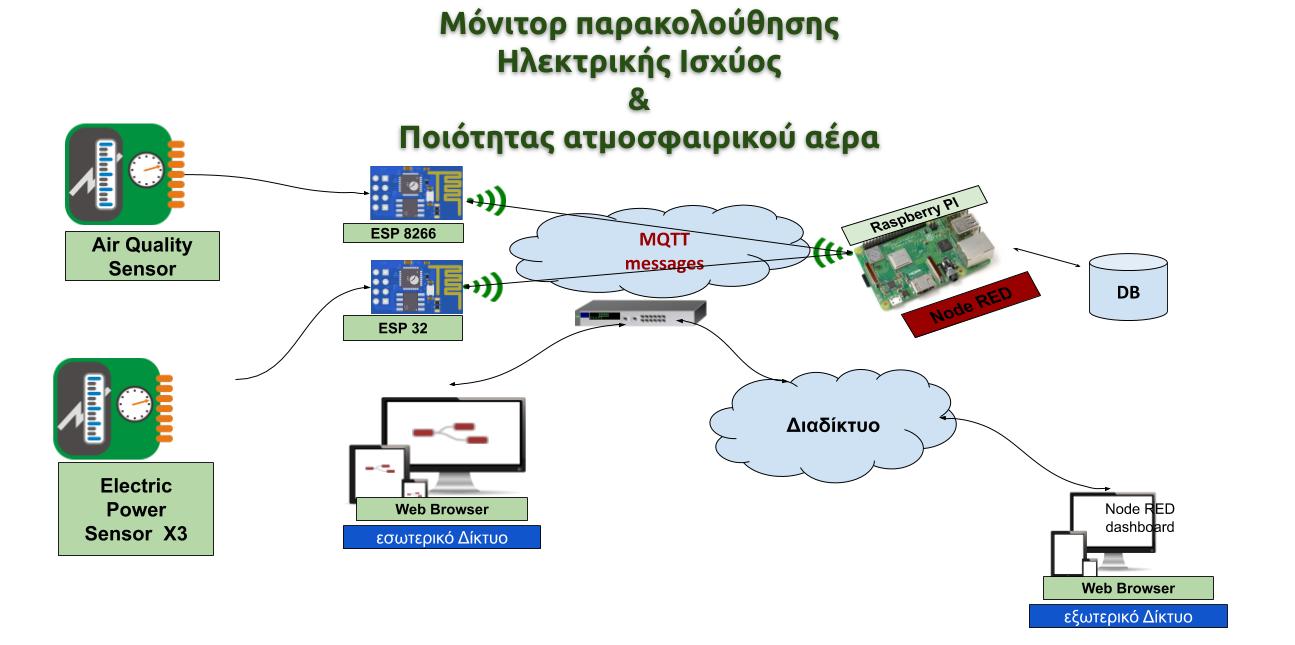 Μόνιτορ παρακολούθησης
Ηλεκτρικής Ισχύος
&
Ποιότητας ατμοσφαιρικού αέρα
Air Quality
Sensor
ESP 8266
MQTT
messages
Raspberry PI
Node RED
DB
ESP 32
Electric
Power
Sensor X3
Web Browser
εσωτερικό Δίκτυο
Διαδίκτυο
Node RED
dashboard
Web Browser
εξωτερικό Δίκτυο